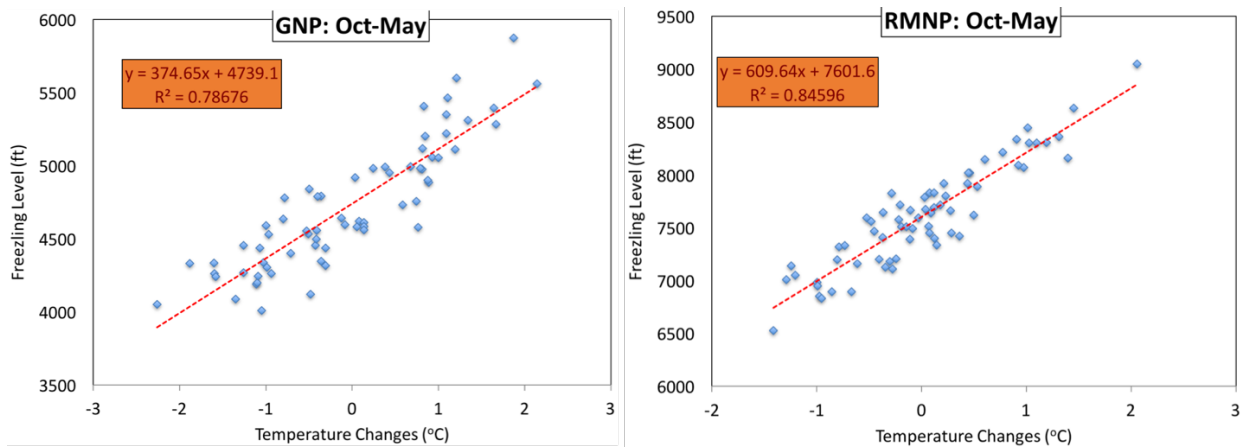 GNP: Oct-May
y = 374.65x + 4739.1
R² = 0.78676
Freezling Level (ft)
6000
5500
5000
4500
4000
3500
-3
-2
-1
0
1
2
3
Temperature Changes (°C)
RMNP: Oct-May
y = 609.64x + 7601.6
R² = 0.84596
Freezling Level (ft)
9500
9000
8500
8000
7500
7000
6500
6000
-2
-1
0
1
2
3
Temperature Changes (°C)